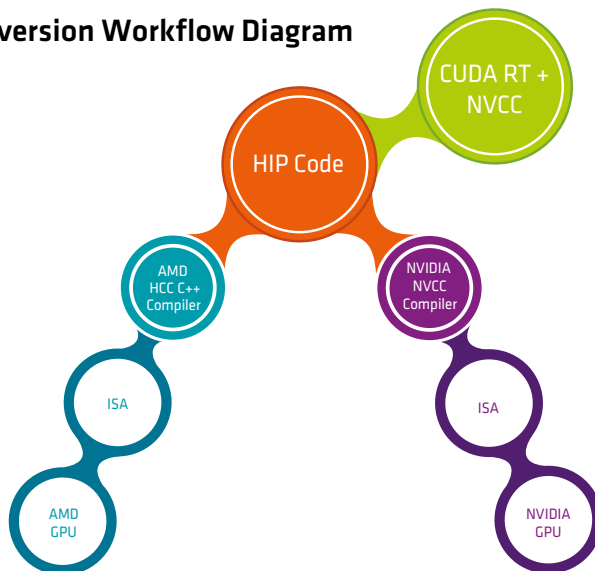 version Workflow Diagram
CUDA RT +
NVCC
HIP Code
AMD
HCC C++
Compiler
NVIDIA
NVCC
Compiler
ISA
ISA
AMD
GPU
NVIDIA
GPU